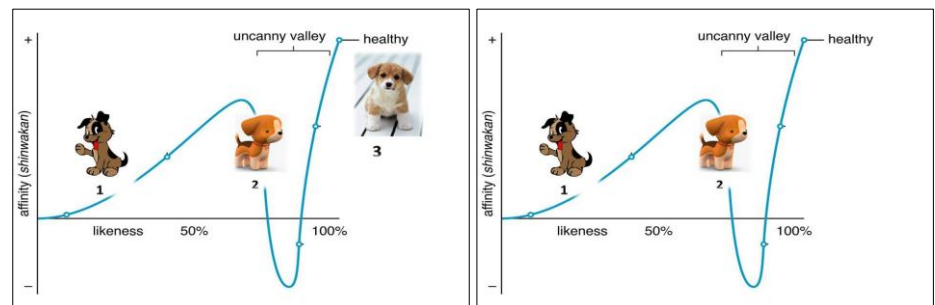 +
uncanny valley
healthy
affinity (shinwakan)
1
2
3
likeness 50% 100%
–
+
uncanny valley
healthy
affinity (shinwakan)
1
2
likeness 50% 100%
–